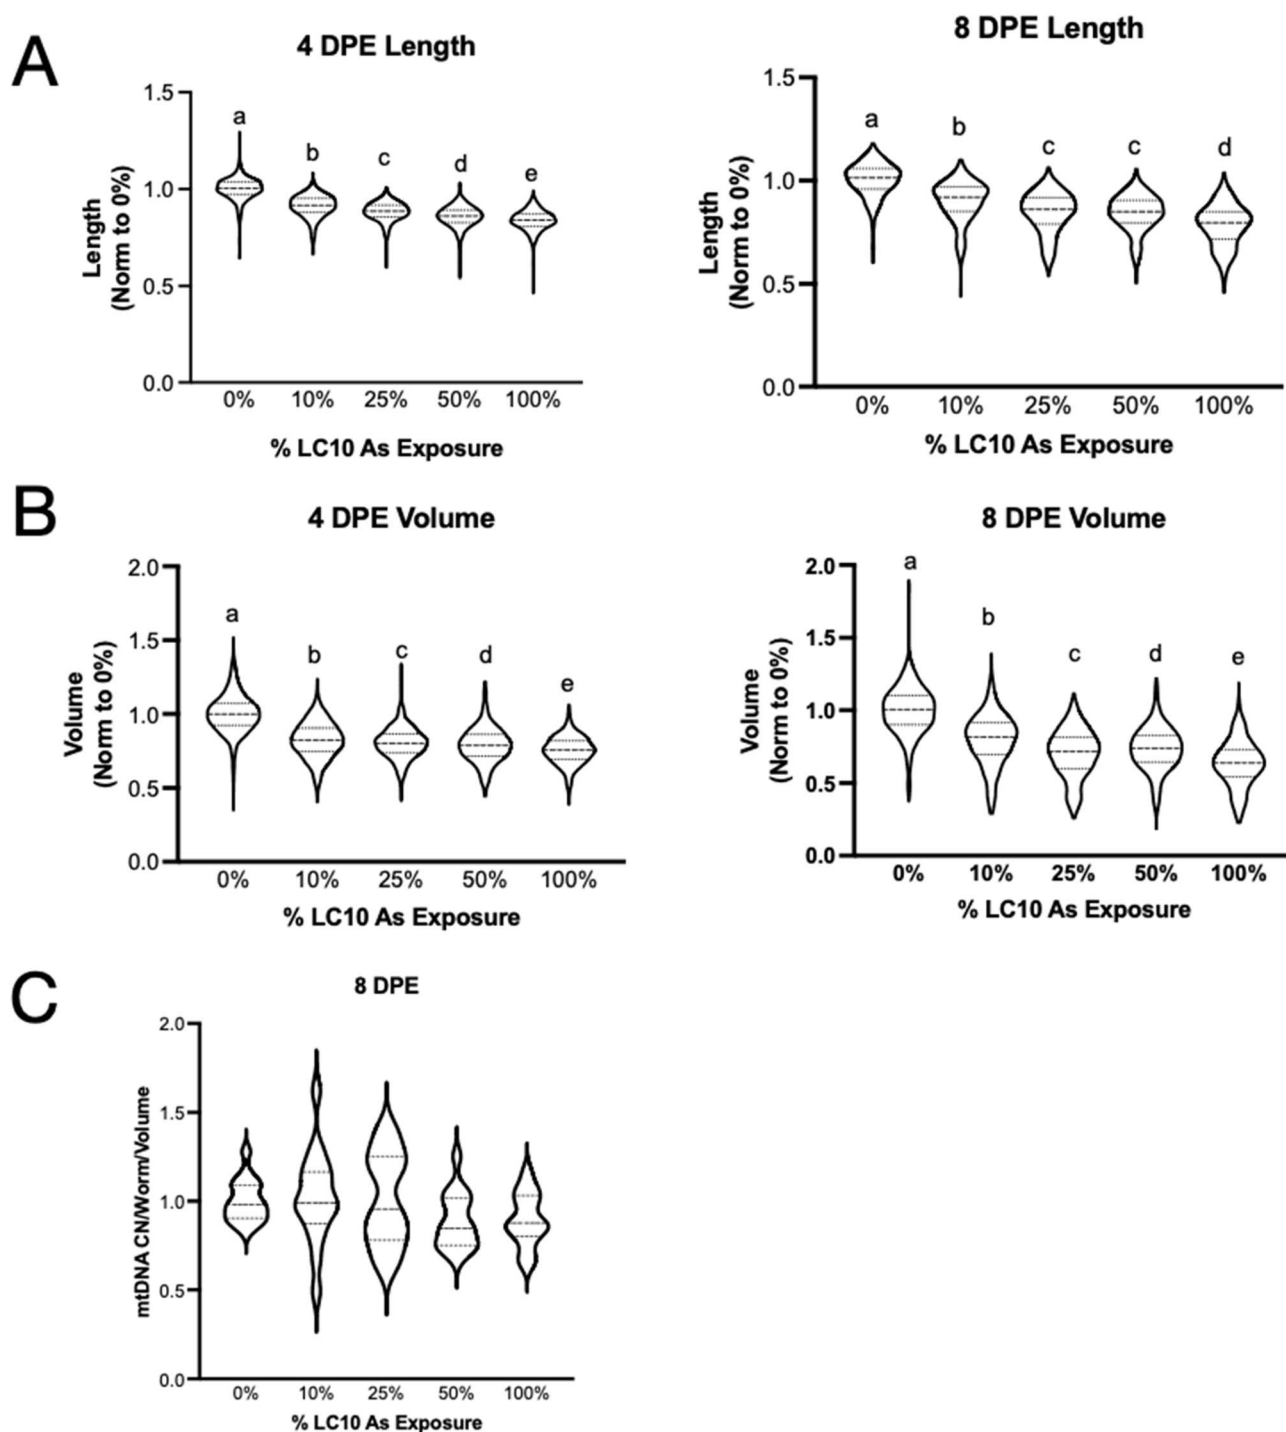 A
4 DPE Length
Length
(Norm to 0%)
1.5
1.0
0.5
0.0
a
b
c
d
e
0% 10% 25% 50% 100%
% LC10 As Exposure
8 DPE Length
Length
(Norm to 0%)
1.5
1.0
0.5
0.0
a
b
c
c
d
0% 10% 25% 50% 100%
% LC10 As Exposure
B
4 DPE Volume
Volume
(Norm to 0%)
2.0
1.5
1.0
0.5
0.0
a
b
c
d
e
0% 10% 25% 50% 100%
% LC10 As Exposure
8 DPE Volume
Volume
(Norm to 0%)
2.0
1.5
1.0
0.5
0.0
a
b
c
d
e
0% 10% 25% 50% 100%
% LC10 As Exposure
C
8 DPE
mtDNA CN/Worm/Volume
2.0
1.5
1.0
0.5
0.0
0% 10% 25% 50% 100%
% LC10 As Exposure